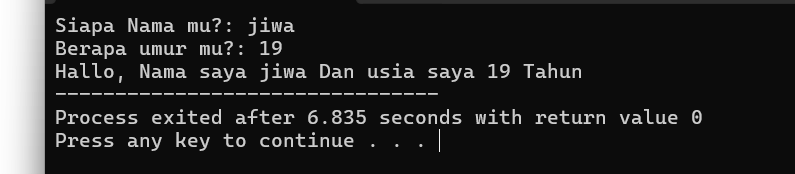 Siapa Nama mu?: jiwa
Berapa umur mu?: 19
Hallo, Nama saya jiwa Dan usia saya 19 Tahun
--------------------------------
Process exited after 6.835 seconds with return value 0
Press any key to continue . . .